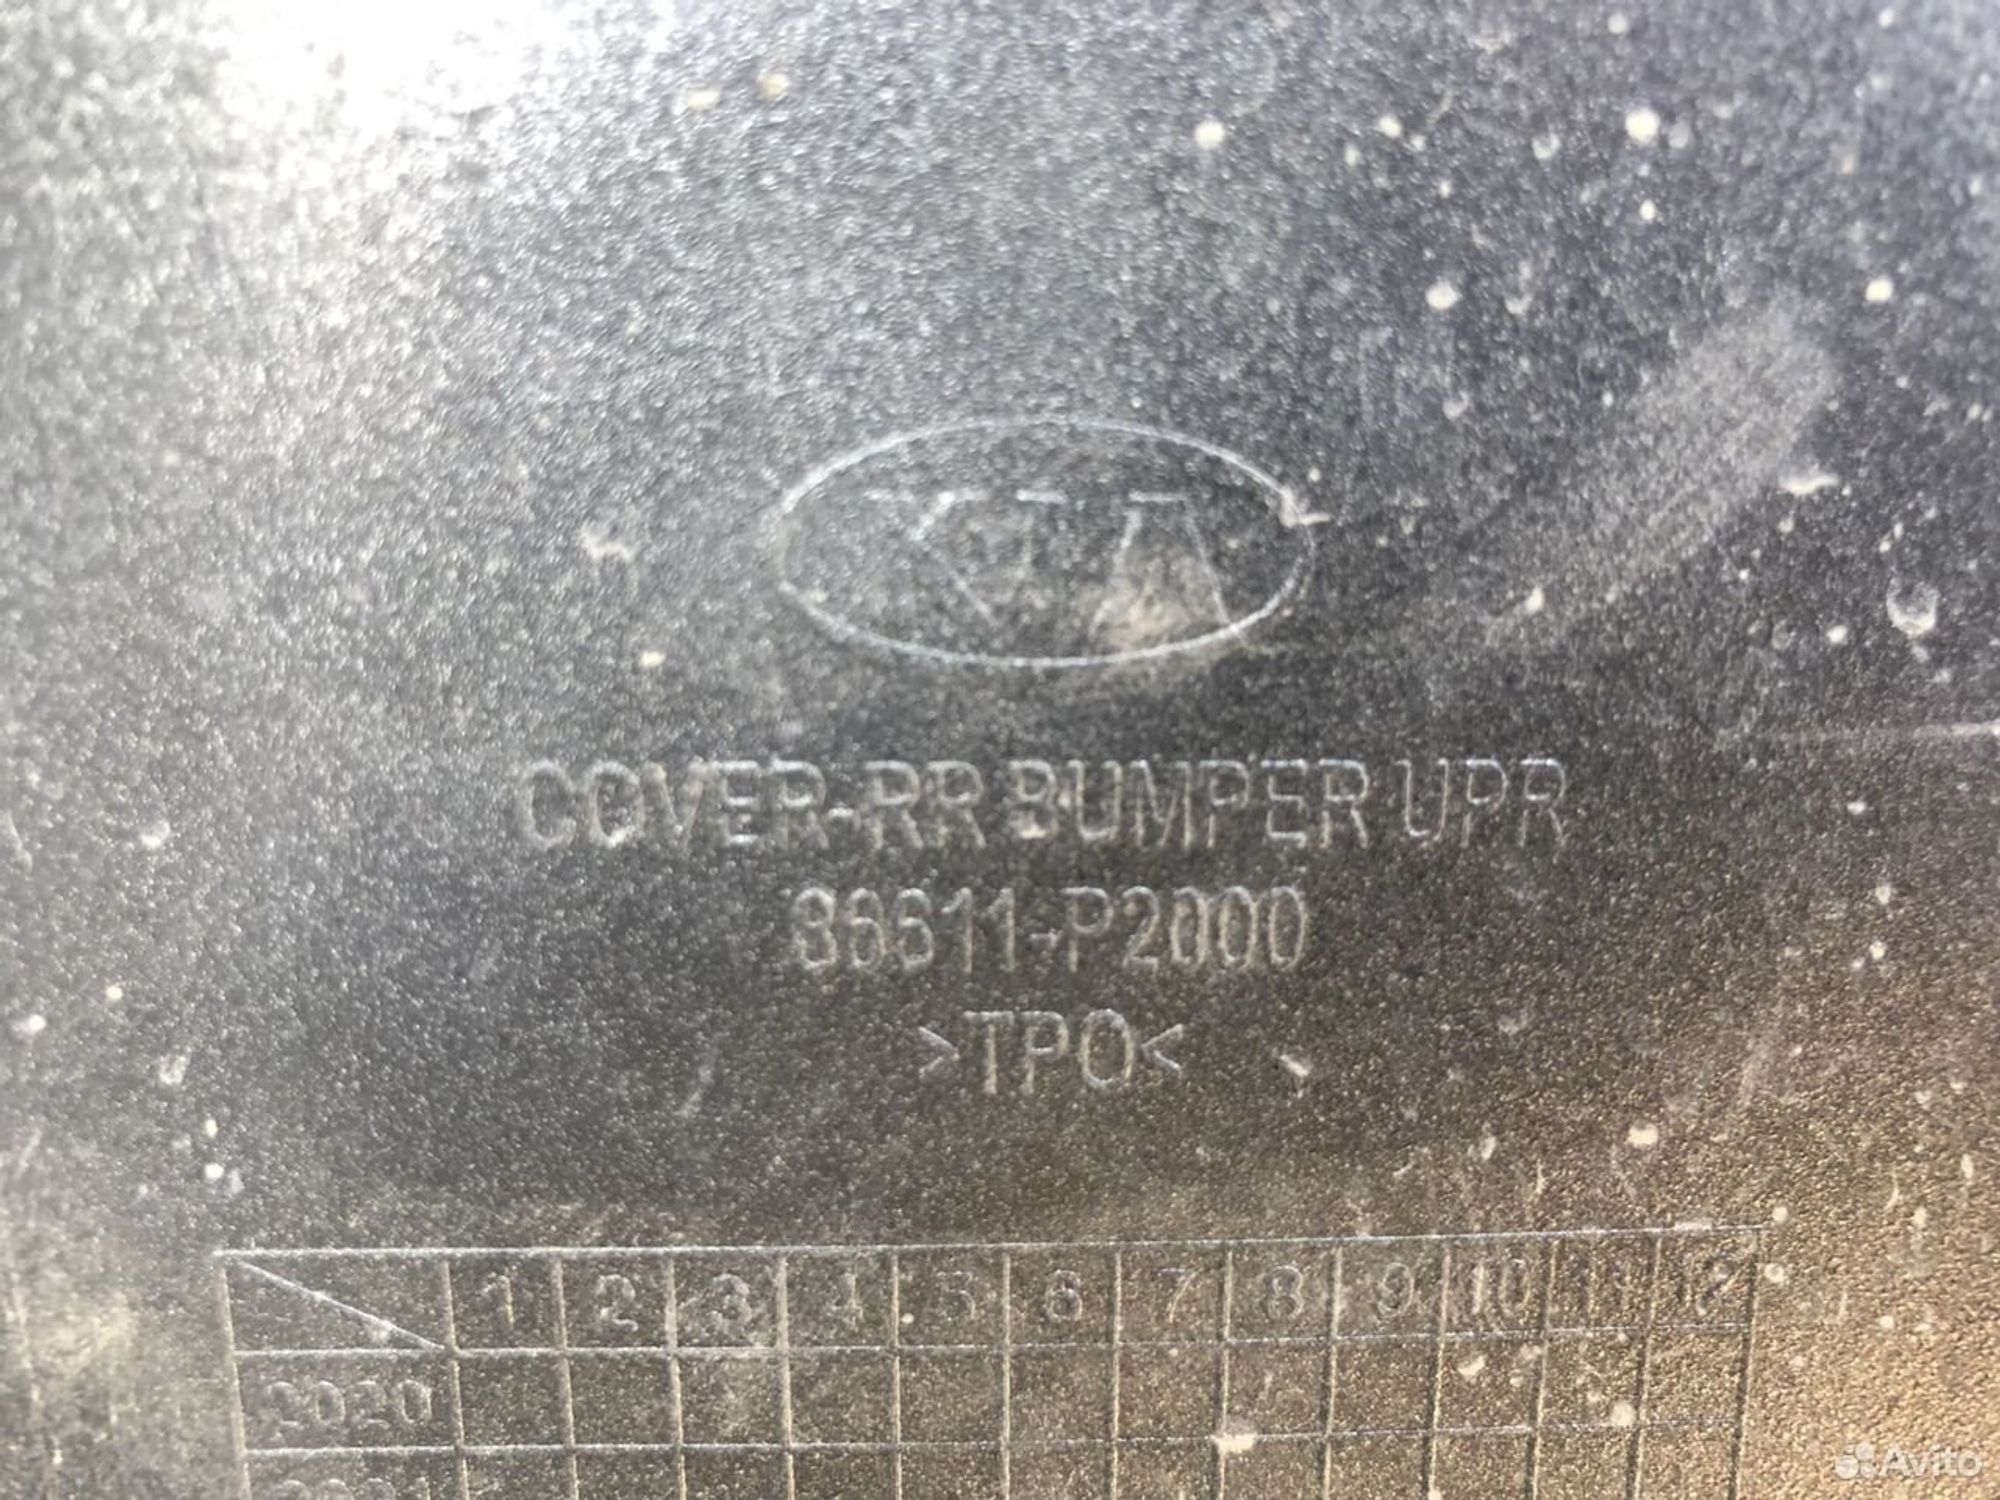 KIA
COVER-RR BUMPER UPR
86611-P2000
>TPO<
1 2 3 4 5 6 7 8 9 10 11 12
2020
Avito